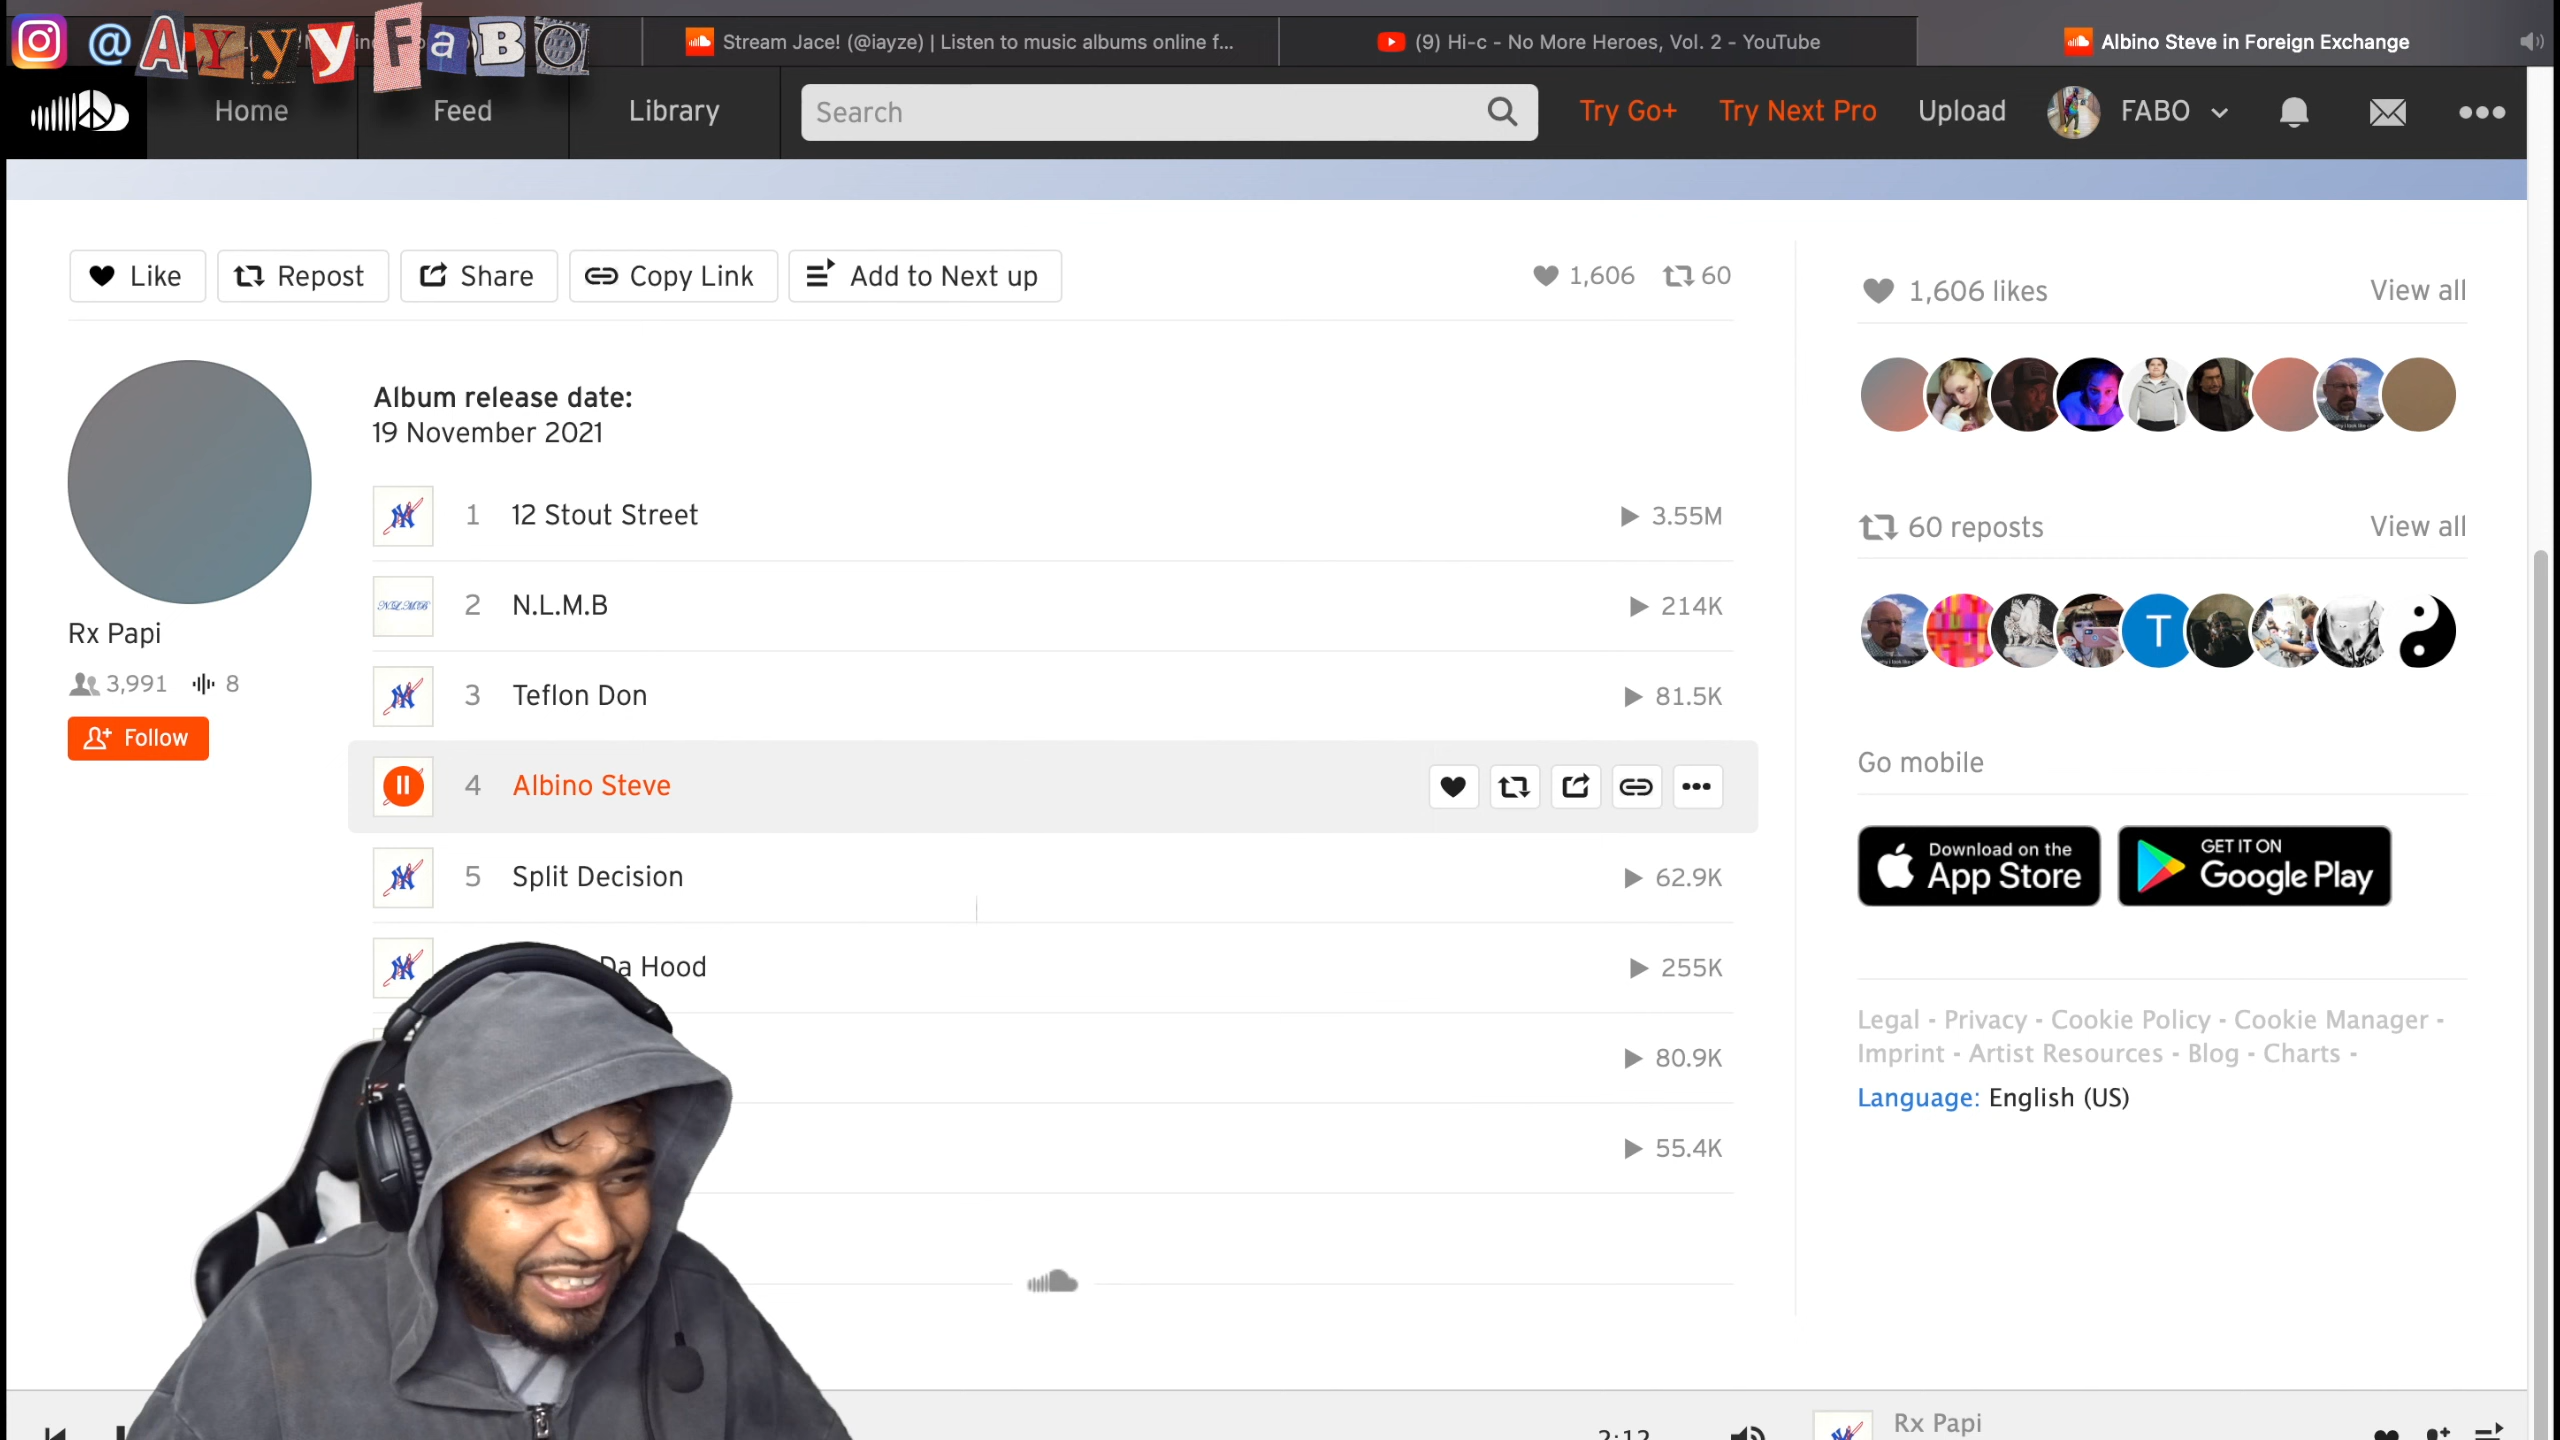 @AyyyFaBO
Stream Jace! (@iayze) | Listen to music albums online f...
(9) Hi-c - No More Heroes, Vol. 2 - YouTube
Albino Steve in Foreign Exchange
Home
Feed
Library
Search
Try Go+
Try Next Pro
Upload
FABO
Like
Repost
Share
Copy Link
Add to Next up
1,606
60
Album release date:
19 November 2021
Rx Papi
3,991
8
Follow
1 12 Stout Street 3.55M
N.L.M.B
2 N.L.M.B 214K
3 Teflon Don 81.5K
4 Albino Steve
5 Split Decision 62.9K
Da Hood 255K
80.9K
55.4K
1,606 likes
View all
60 reposts
View all
T
Go mobile
Download on the
App Store
GET IT ON
Google Play
Legal - Privacy - Cookie Policy - Cookie Manager -
Imprint - Artist Resources - Blog - Charts -
Language: English (US)
2:12
Rx Papi